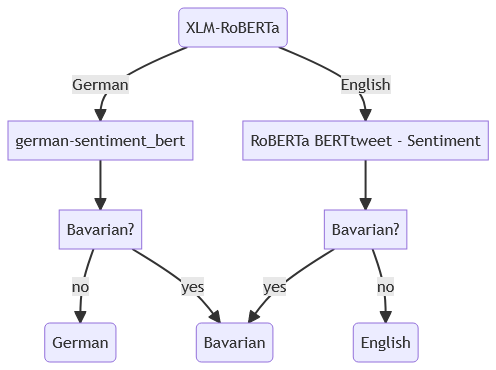 XLM-RoBERTa
German
English
german-sentiment_bert
RoBERTa BERTtweet - Sentiment
Bavarian?
Bavarian?
no
yes
yes
no
German
Bavarian
English